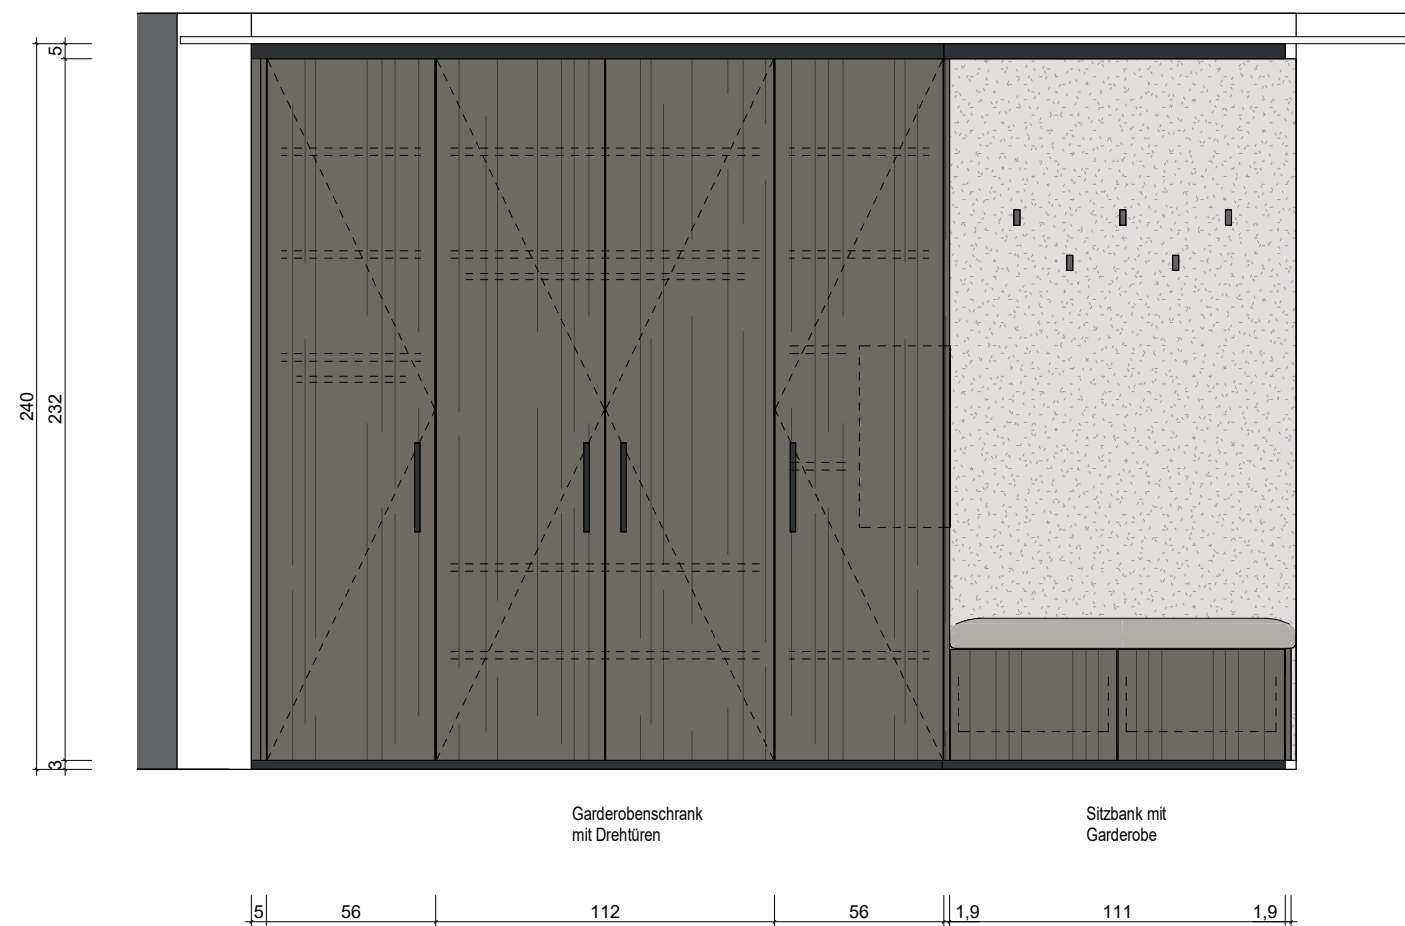 5
240
232
3
Garderobenschrank
mit Drehtüren
Sitzbank mit
Garderobe
5 56 112 56 1,9 111 1,9